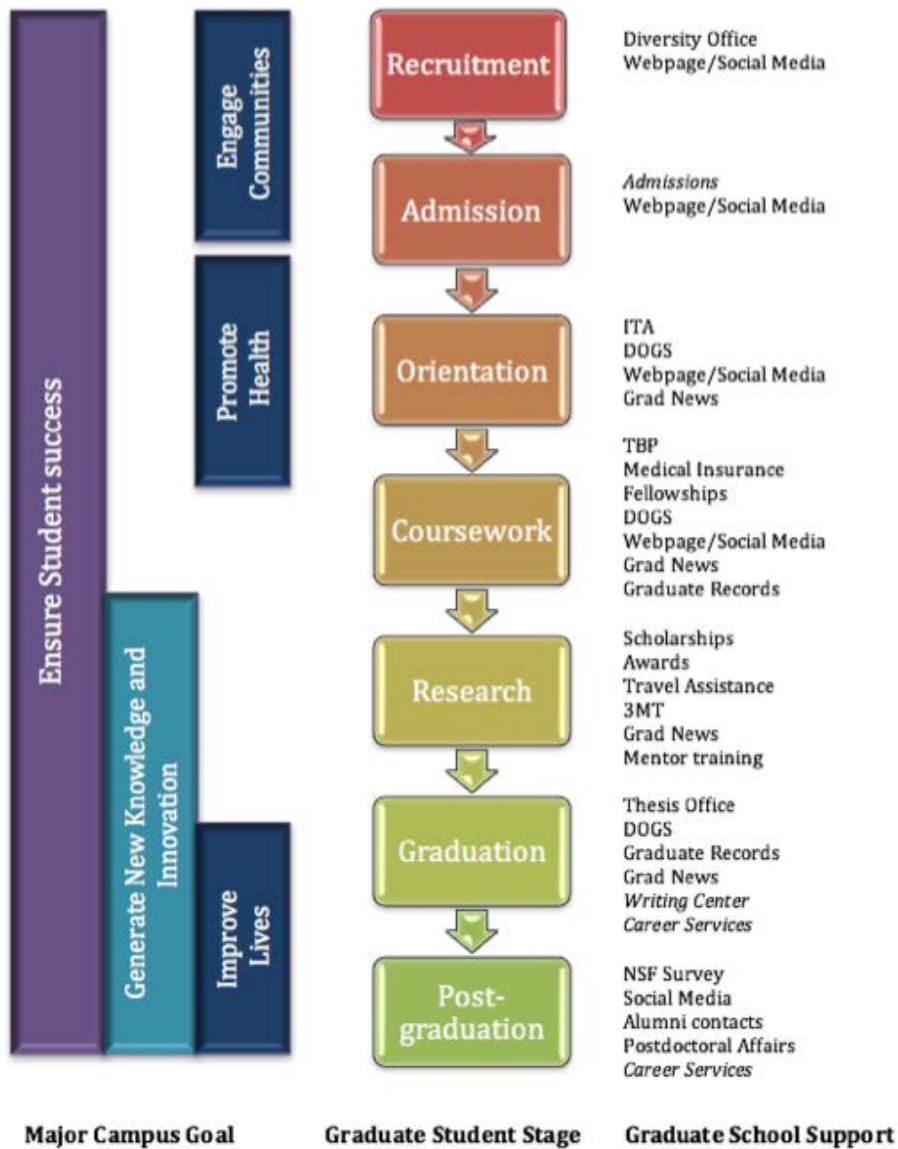 Ensure Student success
Generate New Knowledge and
Innovation
Engage
Communities
Promote
Health
Improve
Lives
Recruitment
Diversity Office
Webpage/Social Media
Admission
Admissions
Webpage/Social Media
Orientation
ITA
DOGS
Webpage/Social Media
Grad News
Coursework
TBP
Medical Insurance
Fellowships
DOGS
Webpage/Social Media
Grad News
Graduate Records
Research
Scholarships
Awards
Travel Assistance
3MT
Grad News
Mentor training
Graduation
Thesis Office
DOGS
Graduate Records
Grad News
Writing Center
Career Services
Post-
graduation
NSF Survey
Social Media
Alumni contacts
Postdoctoral Affairs
Career Services
Major Campus Goal
Graduate Student Stage
Graduate School Support